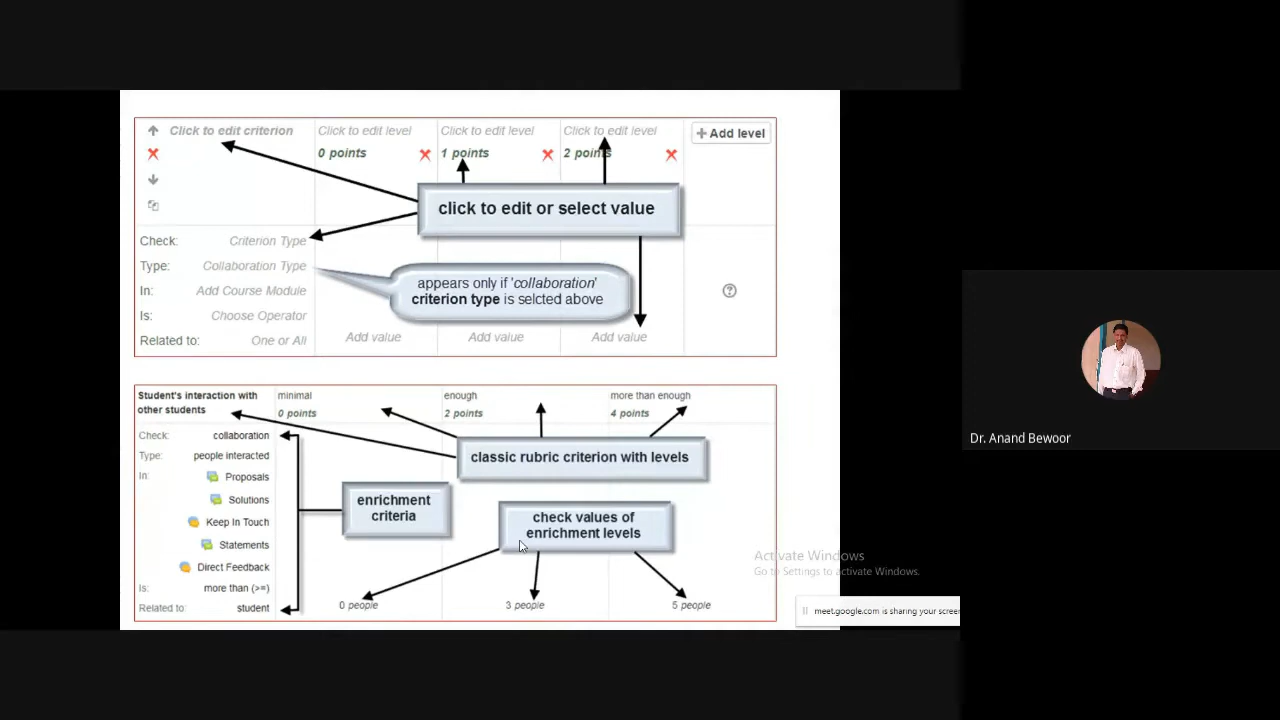 Click to edit criterion Click to edit level Click to edit level Click to edit level + Add level
0 points 1 points 2 points
click to edit or select value
Check: Criterion Type
Type: Collaboration Type
appears only if 'collaboration'
criterion type is selcted above
In: Add Course Module
Is: Choose Operator
Related to: One or All Add value Add value Add value
Student's interaction with minimal enough more than enough
other students 0 points 2 points 4 points
Check: collaboration
Type: people interacted
classic rubric criterion with levels
In: Proposals
Solutions
enrichment
criteria
Keep In Touch
check values of
enrichment levels
Statements
Direct Feedback
Is: more than (>=)
Related to: student 0 people 3 people 5 people
Activate Windows
Go to Settings to activate Windows.
meet.google.com is sharing your screen
Dr. Anand Bewoor